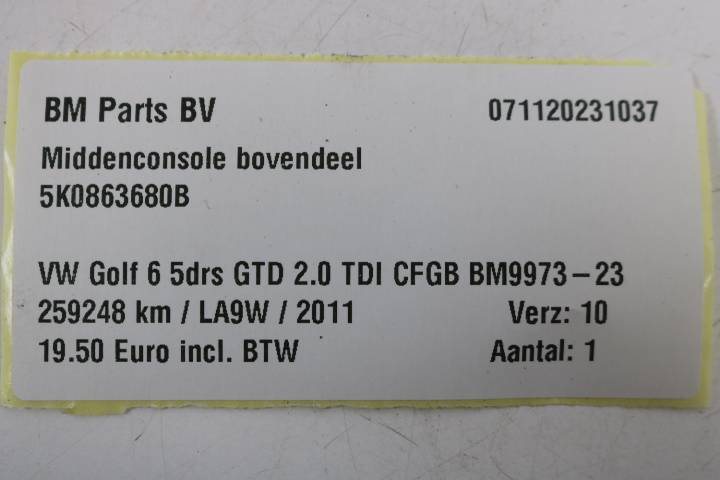 BM Parts BV 071120231037
Middenconsole bovendeel
5K0863680B
VW Golf 6 5drs GTD 2.0 TDI CFGB BM9973-23
259248 km / LA9W / 2011 Verz: 10
19.50 Euro incl. BTW Aantal: 1